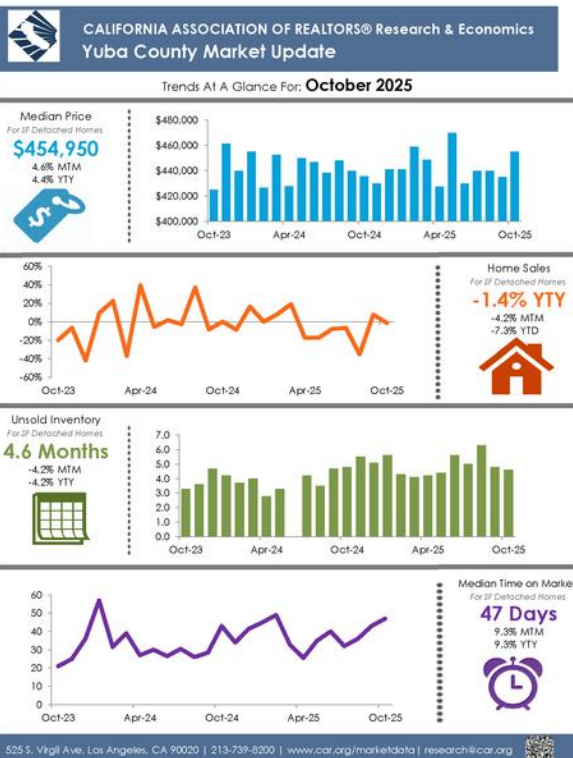 CALIFORNIA ASSOCIATION OF REALTORS® Research & Economics
Yuba County Market Update
Trends At A Glance For: October 2025
Median Price
For SF Detached Homes
$454,950
4.6% MTM
4.4% YTY
$480,000
$460,000
$440,000
$420,000
$400,000
Oct-23 Apr-24 Oct-24 Apr-25 Oct-25
60%
40%
20%
0%
-20%
-40%
-60%
Oct-23 Apr-24 Oct-24 Apr-25 Oct-25
Home Sales
For SF Detached Homes
-1.4% YTY
-4.2% MTM
-7.3% YTD
Unsold Inventory
For SF Detached Homes
4.6 Months
-4.2% MTM
-4.2% YTY
7.0
6.0
5.0
4.0
3.0
2.0
1.0
0.0
Oct-23 Apr-24 Oct-24 Apr-25 Oct-25
60
50
40
30
20
10
0
Oct-23 Apr-24 Oct-24 Apr-25 Oct-25
Median Time on Marke
For SF Detached Homes
47 Days
9.3% MTM
9.3% YTY
525 S. Virgil Ave. Los Angeles, CA 90020 | 213-739-8200 | www.car.org/marketdata | research@car.org